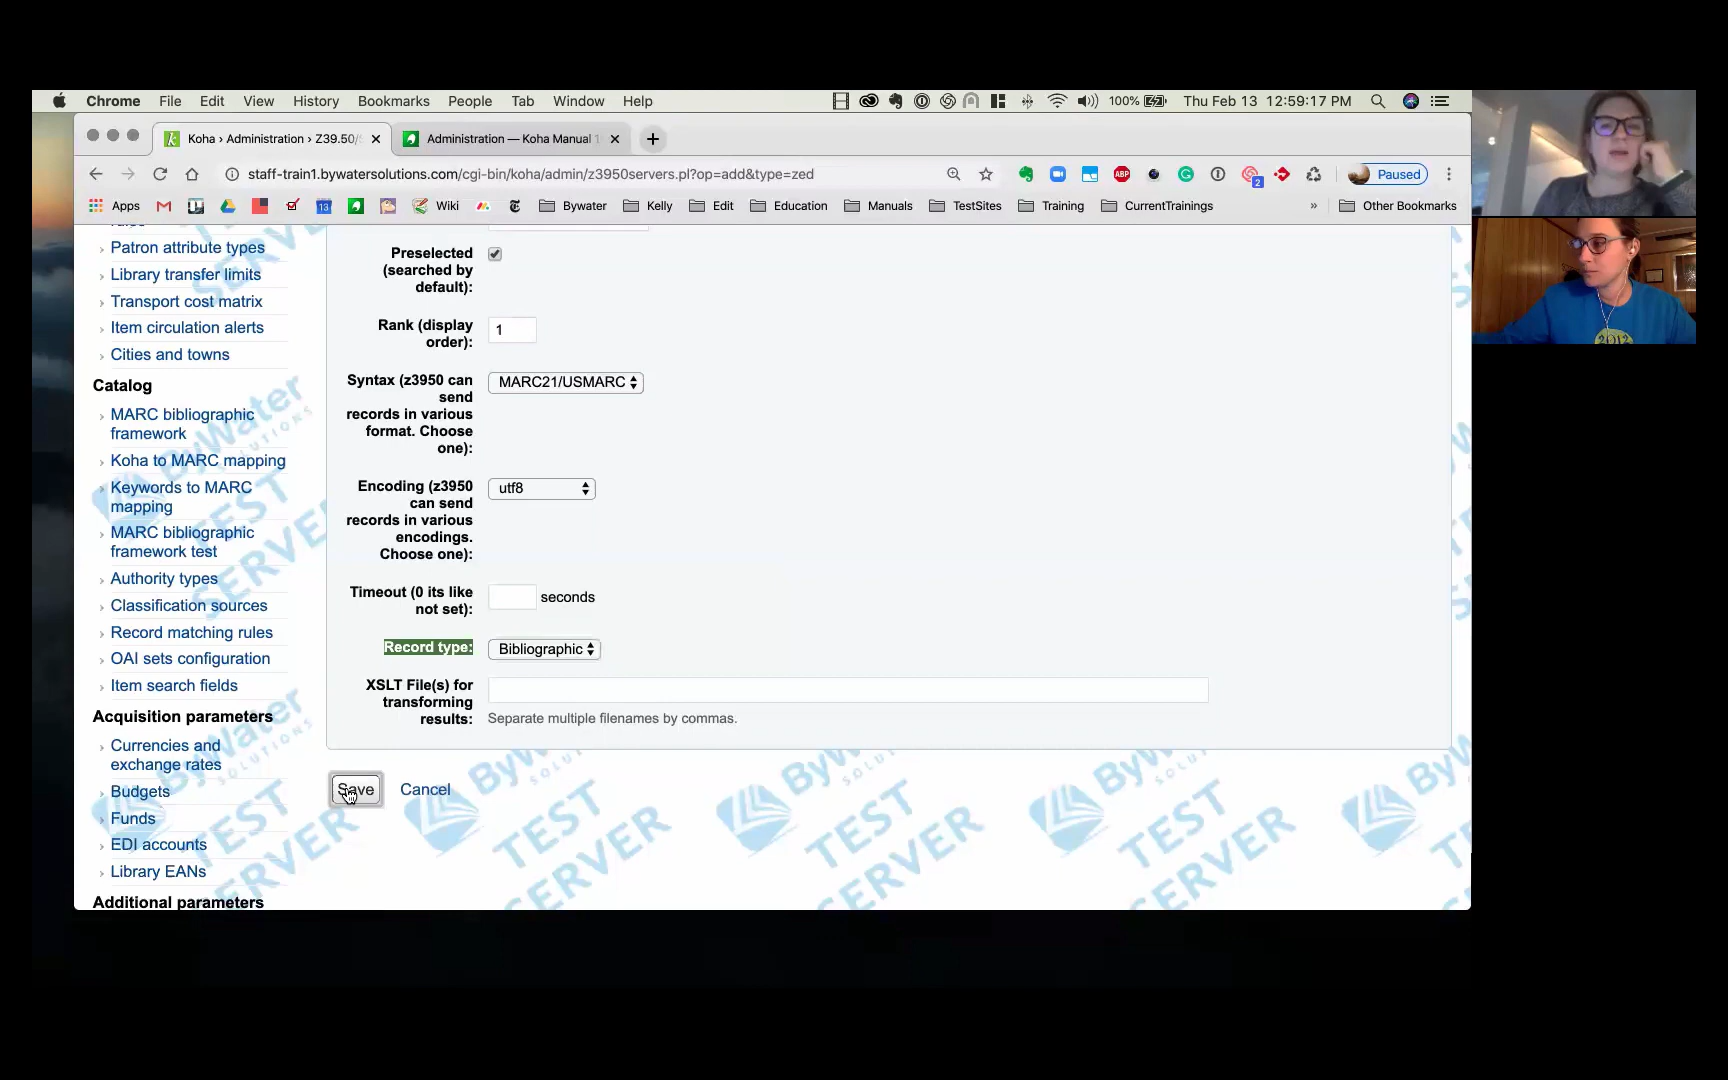 Chrome File Edit View History Bookmarks People Tab Window Help 100% Thu Feb 13 12:59:17 PM
Koha › Administration › Z39.50/ Administration — Koha Manual
staff-train1.bywatersolutions.com/cgi-bin/koha/admin/z3950servers.pl?op=add&type=zed
ABP 2 Paused
Apps 13 Wiki Bywater Kelly Edit Education Manuals TestSites Training CurrentTrainings » Other Bookmarks
Patron attribute types
Library transfer limits
Transport cost matrix
Item circulation alerts
Cities and towns
Catalog
MARC bibliographic
framework
Koha to MARC mapping
Keywords to MARC
mapping
MARC bibliographic
framework test
Authority types
Classification sources
Record matching rules
OAI sets configuration
Item search fields
Acquisition parameters
Currencies and
exchange rates
Budgets
Funds
EDI accounts
Library EANs
Additional parameters
Preselected
(searched by
default):
Rank (display
order):
1
Syntax (z3950 can
send
records in various
format. Choose
one):
MARC21/USMARC
Encoding (z3950
can send
records in various
encodings.
Choose one):
utf8
Timeout (0 its like
not set):
seconds
Record type:
Bibliographic
XSLT File(s) for
transforming
results:
Separate multiple filenames by commas.
Save Cancel
ByWater
SOLUTIONS
TEST
SERVER
2012